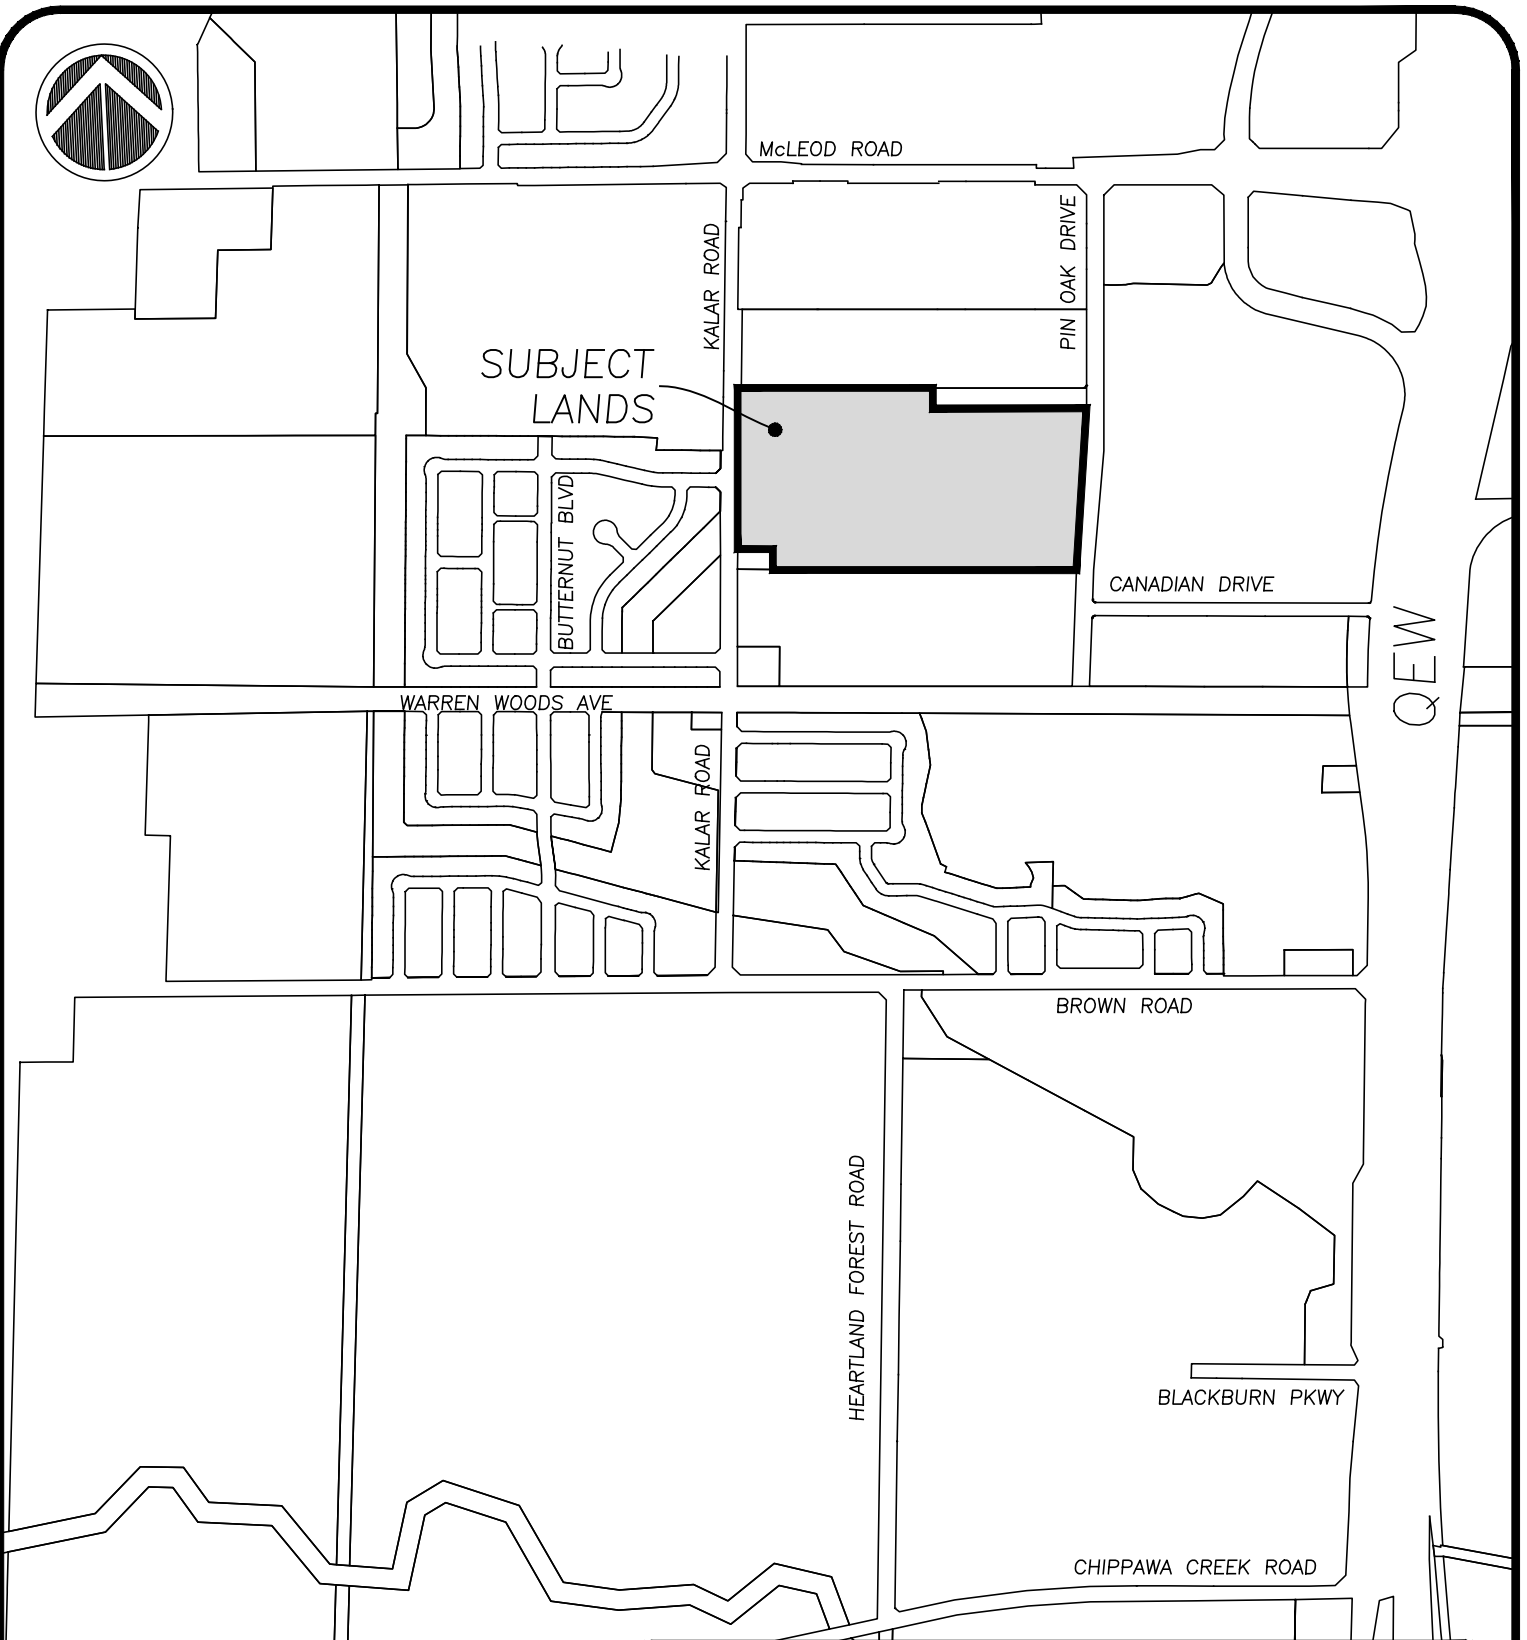 McLEOD ROAD
KALAR ROAD
PIN OAK DRIVE
SUBJECT
LANDS
BUTTERNUT BLVD
CANADIAN DRIVE
QEW
WARREN WOODS AVE
KALAR ROAD
BROWN ROAD
HEARTLAND FOREST ROAD
BLACKBURN PKWY
CHIPPAWA CREEK ROAD